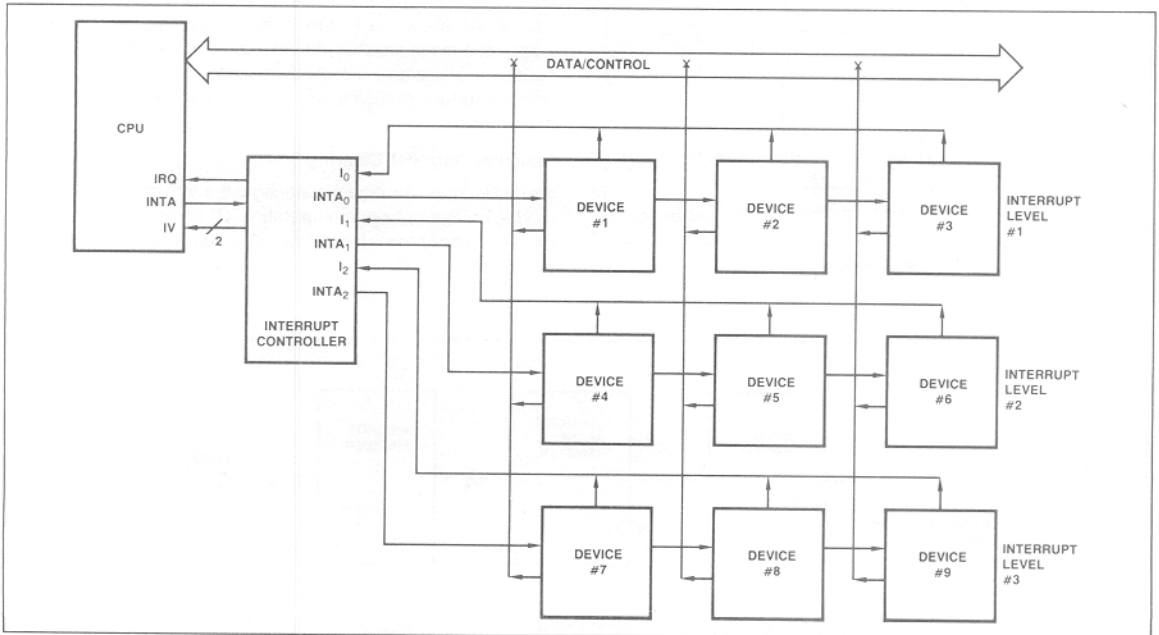 DATA/CONTROL
CPU
IRQ
INTA
IV
2
I0
INTA0
I1
INTA1
I2
INTA2
INTERRUPT
CONTROLLER
DEVICE
#1
DEVICE
#2
DEVICE
#3
INTERRUPT
LEVEL
#1
DEVICE
#4
DEVICE
#5
DEVICE
#6
INTERRUPT
LEVEL
#2
DEVICE
#7
DEVICE
#8
DEVICE
#9
INTERRUPT
LEVEL
#3